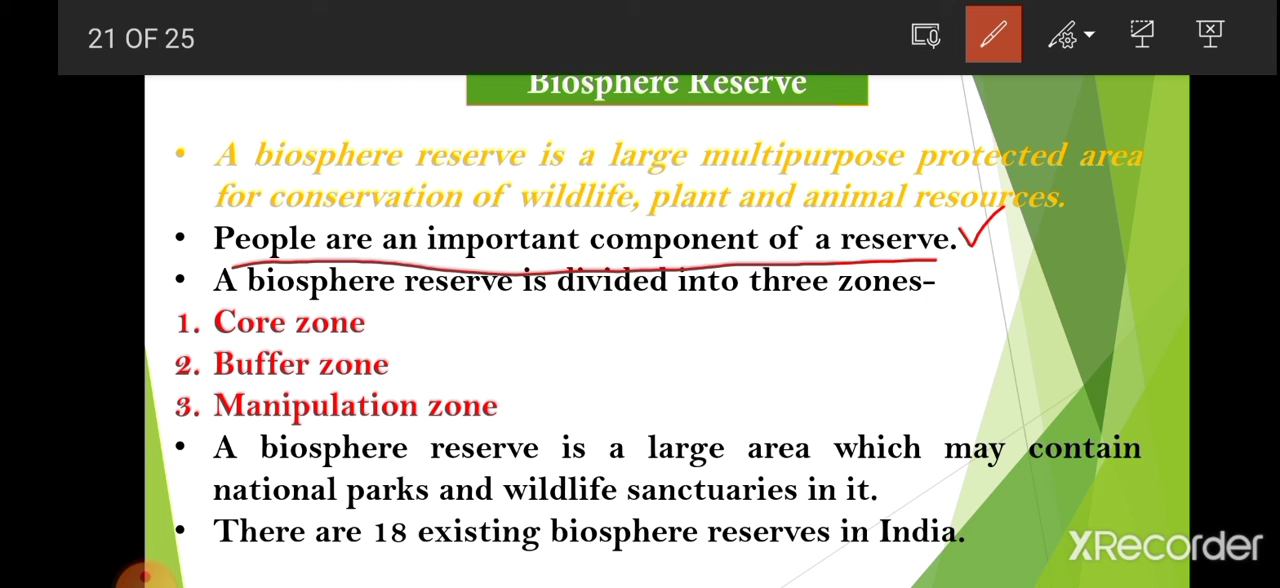 21 OF 25
Biosphere Reserve
• A biosphere reserve is a large multipurpose protected area
for conservation of wildlife, plant and animal resources.
• People are an important component of a reserve.
• A biosphere reserve is divided into three zones-
1. Core zone
2. Buffer zone
3. Manipulation zone
• A biosphere reserve is a large area which may contain
national parks and wildlife sanctuaries in it.
• There are 18 existing biosphere reserves in India.
XRecorder